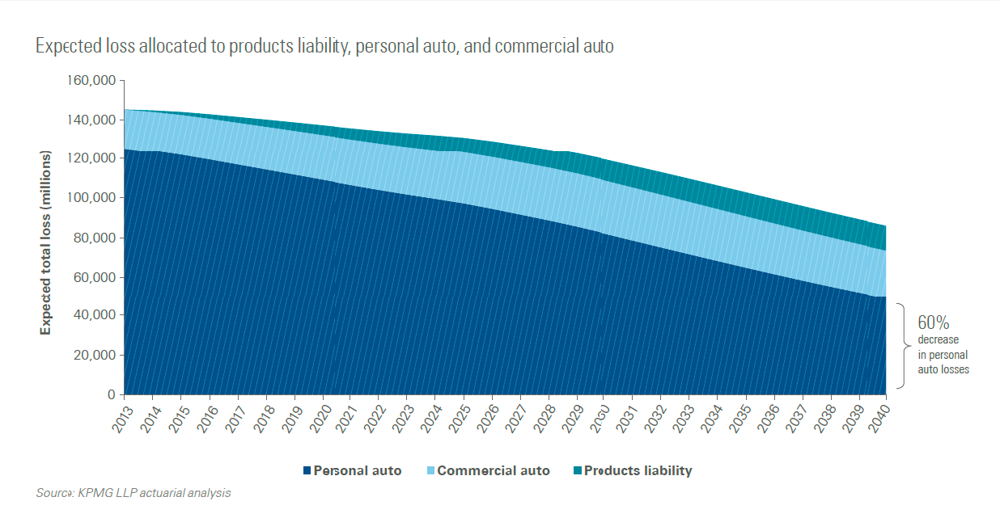 Expected loss allocated to products liability, personal auto, and commercial auto
Expected total loss (millions)
160,000
140,000
120,000
100,000
80,000
60,000
40,000
20,000
0
2013 2014 2015 2016 2017 2018 2019 2020 2021 2022 2023 2024 2025 2026 2027 2028 2029 2030 2031 2032 2033 2034 2035 2036 2037 2038 2039 2040
60%
decrease
in personal
auto losses
Personal auto Commercial auto Products liability
Source: KPMG LLP actuarial analysis